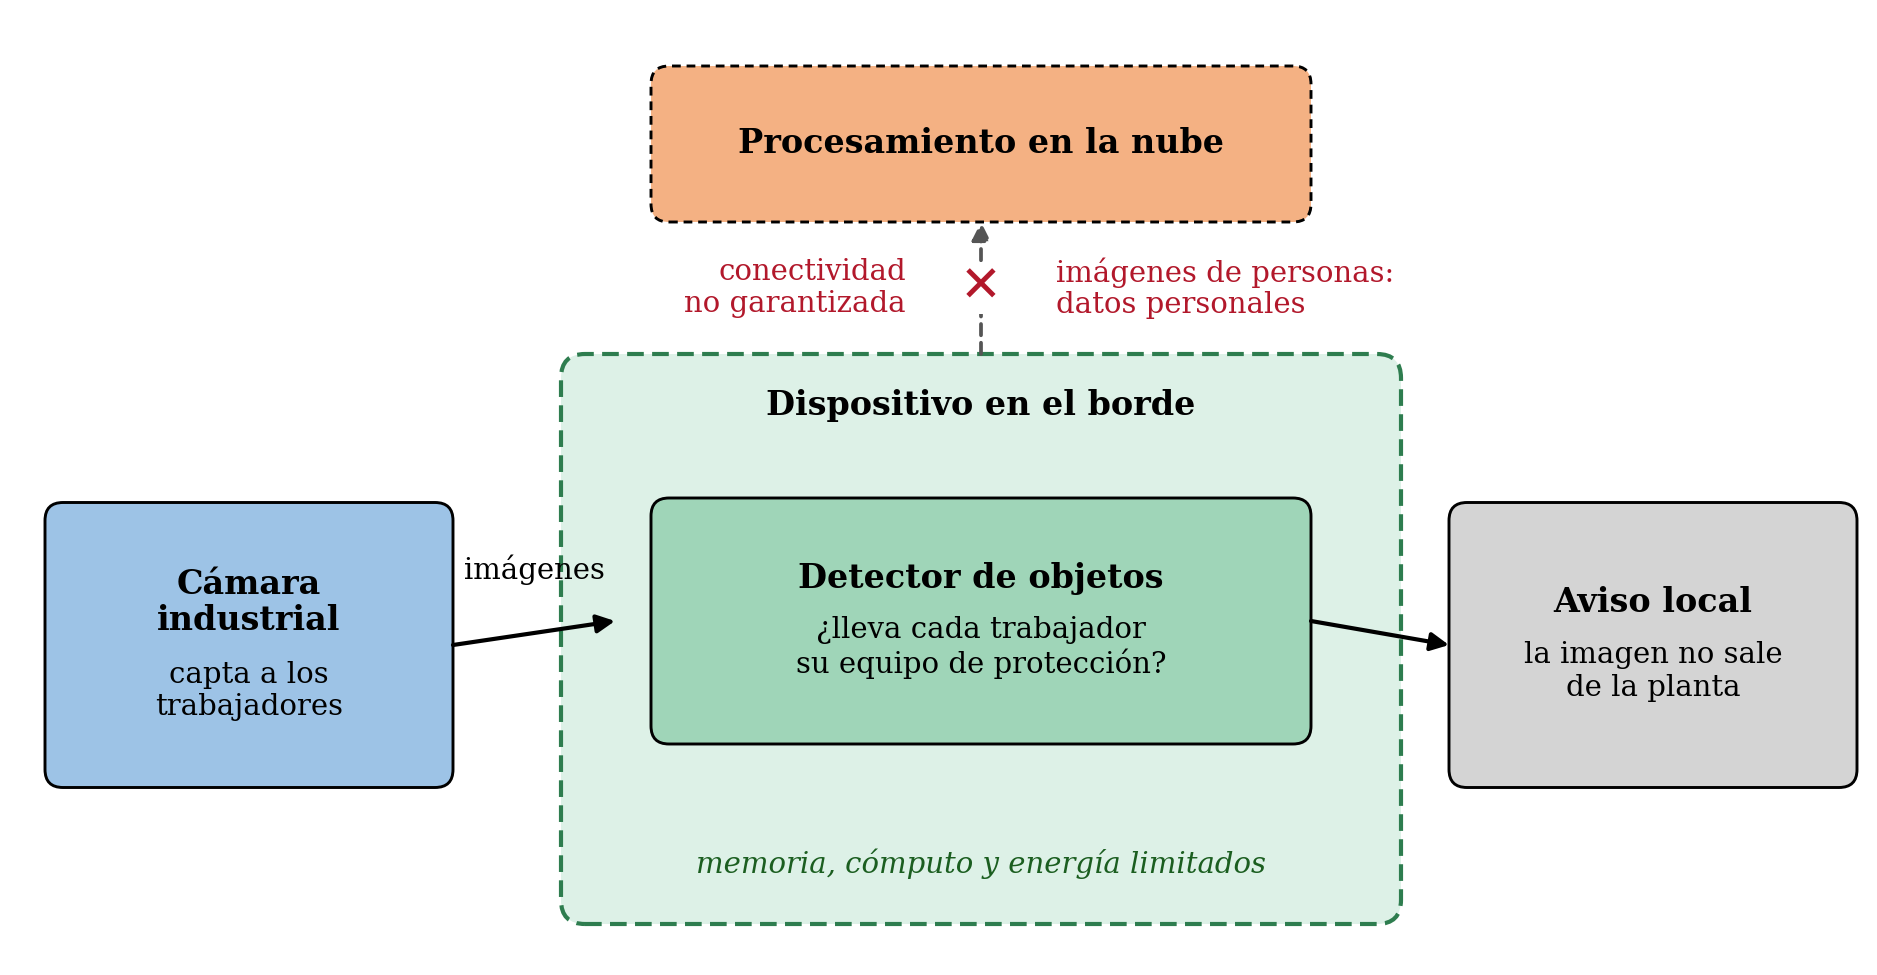 Procesamiento en la nube
conectividad
no garantizada
imágenes de personas:
datos personales
Dispositivo en el borde
Cámara
industrial
capta a los
trabajadores
imágenes
Detector de objetos
¿lleva cada trabajador
su equipo de protección?
Aviso local
la imagen no sale
de la planta
memoria, cómputo y energía limitados